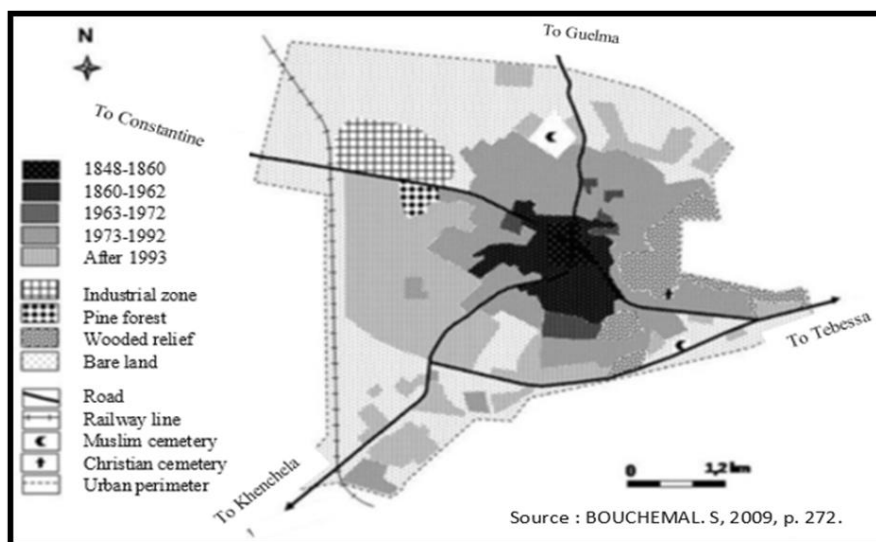 To Guelma
N
To Constantine
1848-1860
1860-1962
1963-1972
1973-1992
After 1993
Industrial zone
Pine forest
Wooded relief
Bare land
Road
Railway line
Muslim cemetery
Christian cemetery
Urban perimeter
To Tebessa
To Khenchela
0 1,2 km
Source : BOUCHEMAL. S, 2009, p. 272.